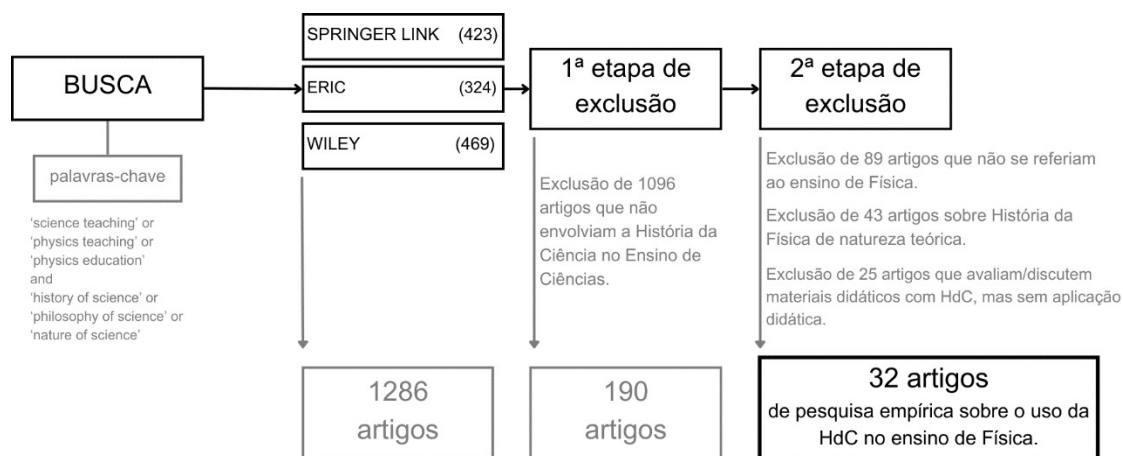 BUSCA
palavras-chave
‘science teaching’ or
‘physics teaching’ or
‘physics education’
and
‘history of science’ or
‘philosophy of science’ or
‘nature of science’
SPRINGER LINK (423)
ERIC (324)
WILEY (469)
1286
artigos
1ª etapa de
exclusão
Exclusão de 1096
artigos que não
envolviam a História da
Ciência no Ensino de
Ciências.
190
artigos
2ª etapa de
exclusão
Exclusão de 89 artigos que não se referiam
ao ensino de Física.
Exclusão de 43 artigos sobre História da
Física de natureza teórica.
Exclusão de 25 artigos que avaliam/discutem
materiais didáticos com HdC, mas sem aplicação
didática.
32 artigos
de pesquisa empírica sobre o uso da
HdC no ensino de Física.